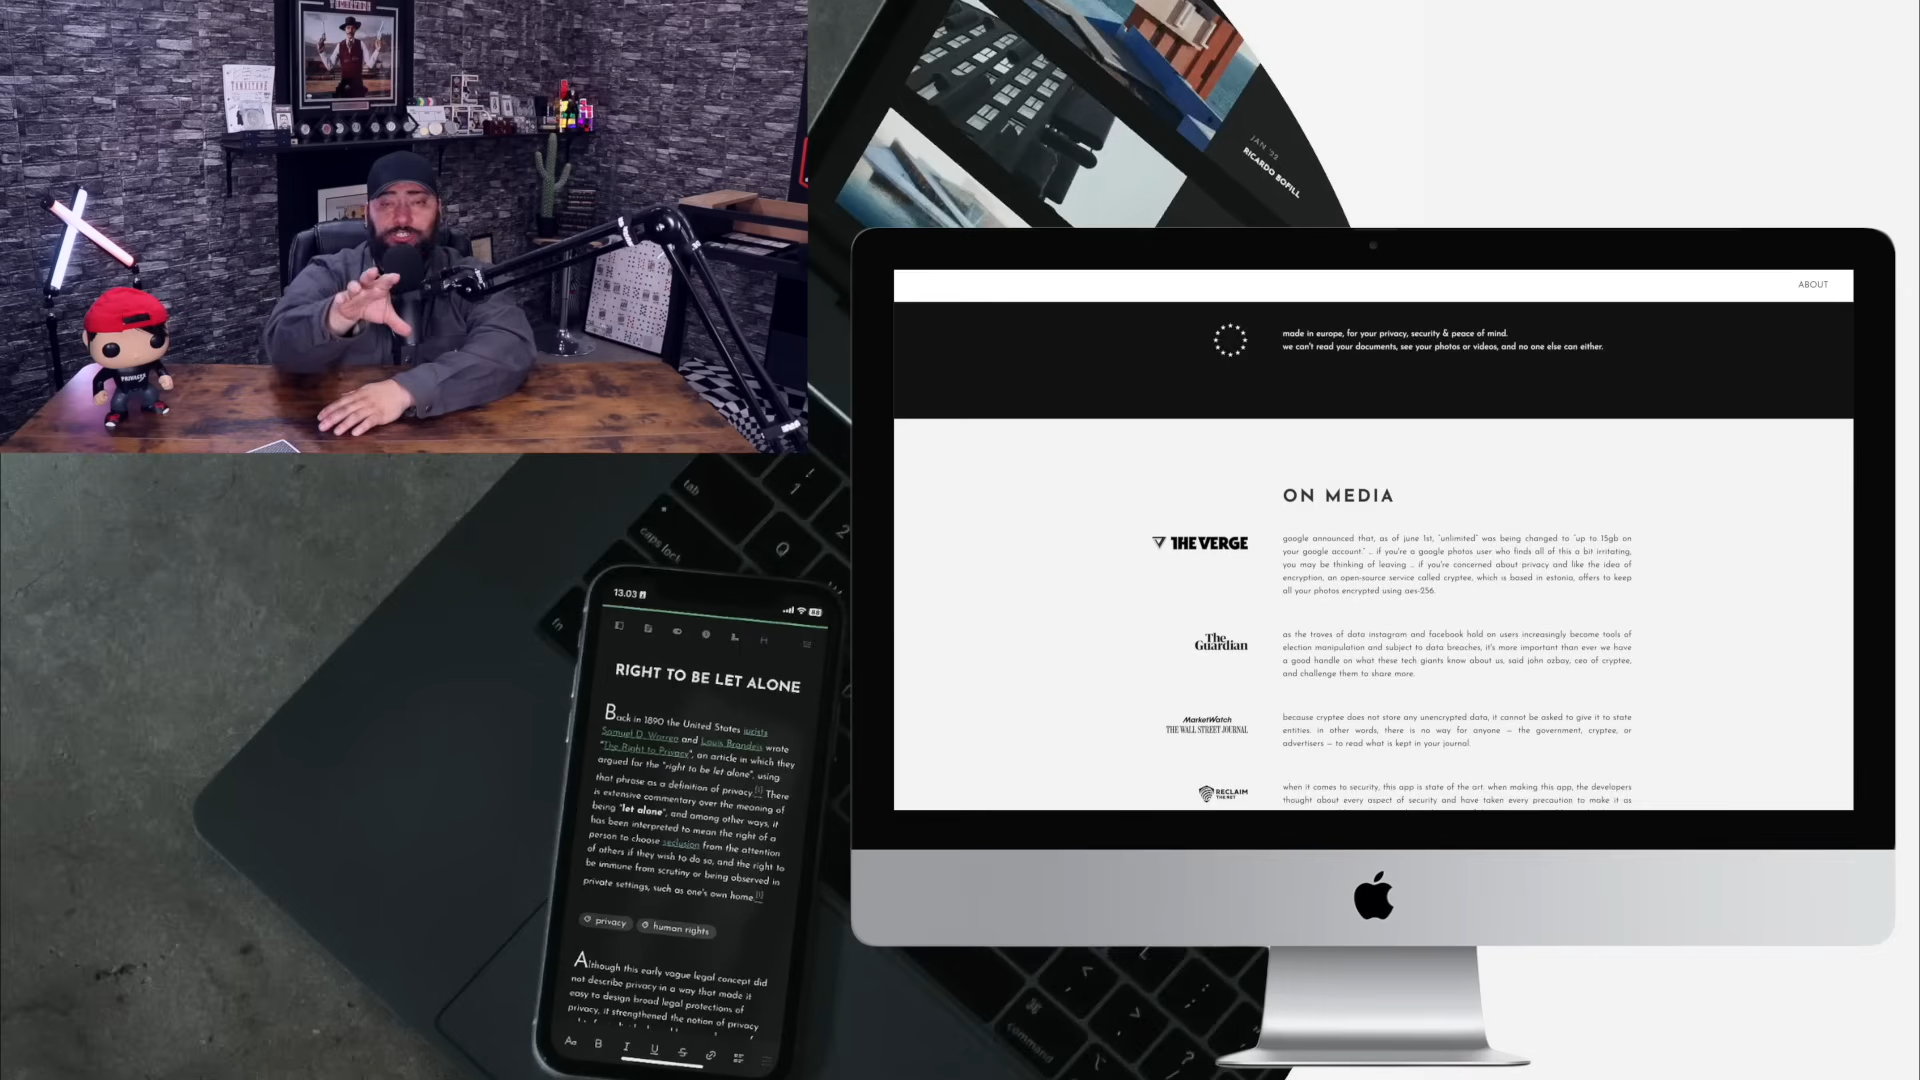 TOMBSTONE
PRIVACY
JAN '22
RICARDO BOFILL
ABOUT
made in europe, for your privacy, security & peace of mind.
we can't read your documents, see your photos or videos, and no one else can either.
ON MEDIA
THE VERGE
google announced that, as of june 1st, "unlimited" was being changed to "up to 15gb on
your google account." ... if you're a google photos user who finds all of this a bit irritating,
you may be thinking of leaving ... if you're concerned about privacy and like the idea of
encryption, an open-source service called cryptee, which is based in estonia, offers to keep
all your photos encrypted using aes-256.
The
Guardian
as the troves of data instagram and facebook hold on users increasingly become tools of
election manipulation and subject to data breaches, it's more important than ever we have
a good handle on what these tech giants know about us, said john ozbay, ceo of cryptee,
and challenge them to share more.
MarketWatch
THE WALL STREET JOURNAL
because cryptee does not store any unencrypted data, it cannot be asked to give it to state
entities. in other words, there is no way for anyone — the government, cryptee, or
advertisers — to read what is kept in your journal.
RECLAIM
THE NET
when it comes to security, this app is state of the art. when making this app, the developers
thought about every aspect of security and have taken every precaution to make it as
tab
1
2
*
caps lock
Q
fn
13.03
88
RIGHT TO BE LET ALONE
Back in 1890 the United States jurists
Samuel D. Warren and Louis Brandeis wrote
"The Right to Privacy", an article in which they
argued for the "right to be let alone", using
that phrase as a definition of privacy.[1] There
is extensive commentary over the meaning of
being "let alone", and among other ways, it
has been interpreted to mean the right of a
person to choose seclusion from the attention
of others if they wish to do so, and the right to
be immune from scrutiny or being observed in
private settings, such as one's own home.[1]
privacy
human rights
Although this early vague legal concept did
not describe privacy in a way that made it
easy to design broad legal protections of
privacy, it strengthened the notion of privacy
Aa B I U S
command
?